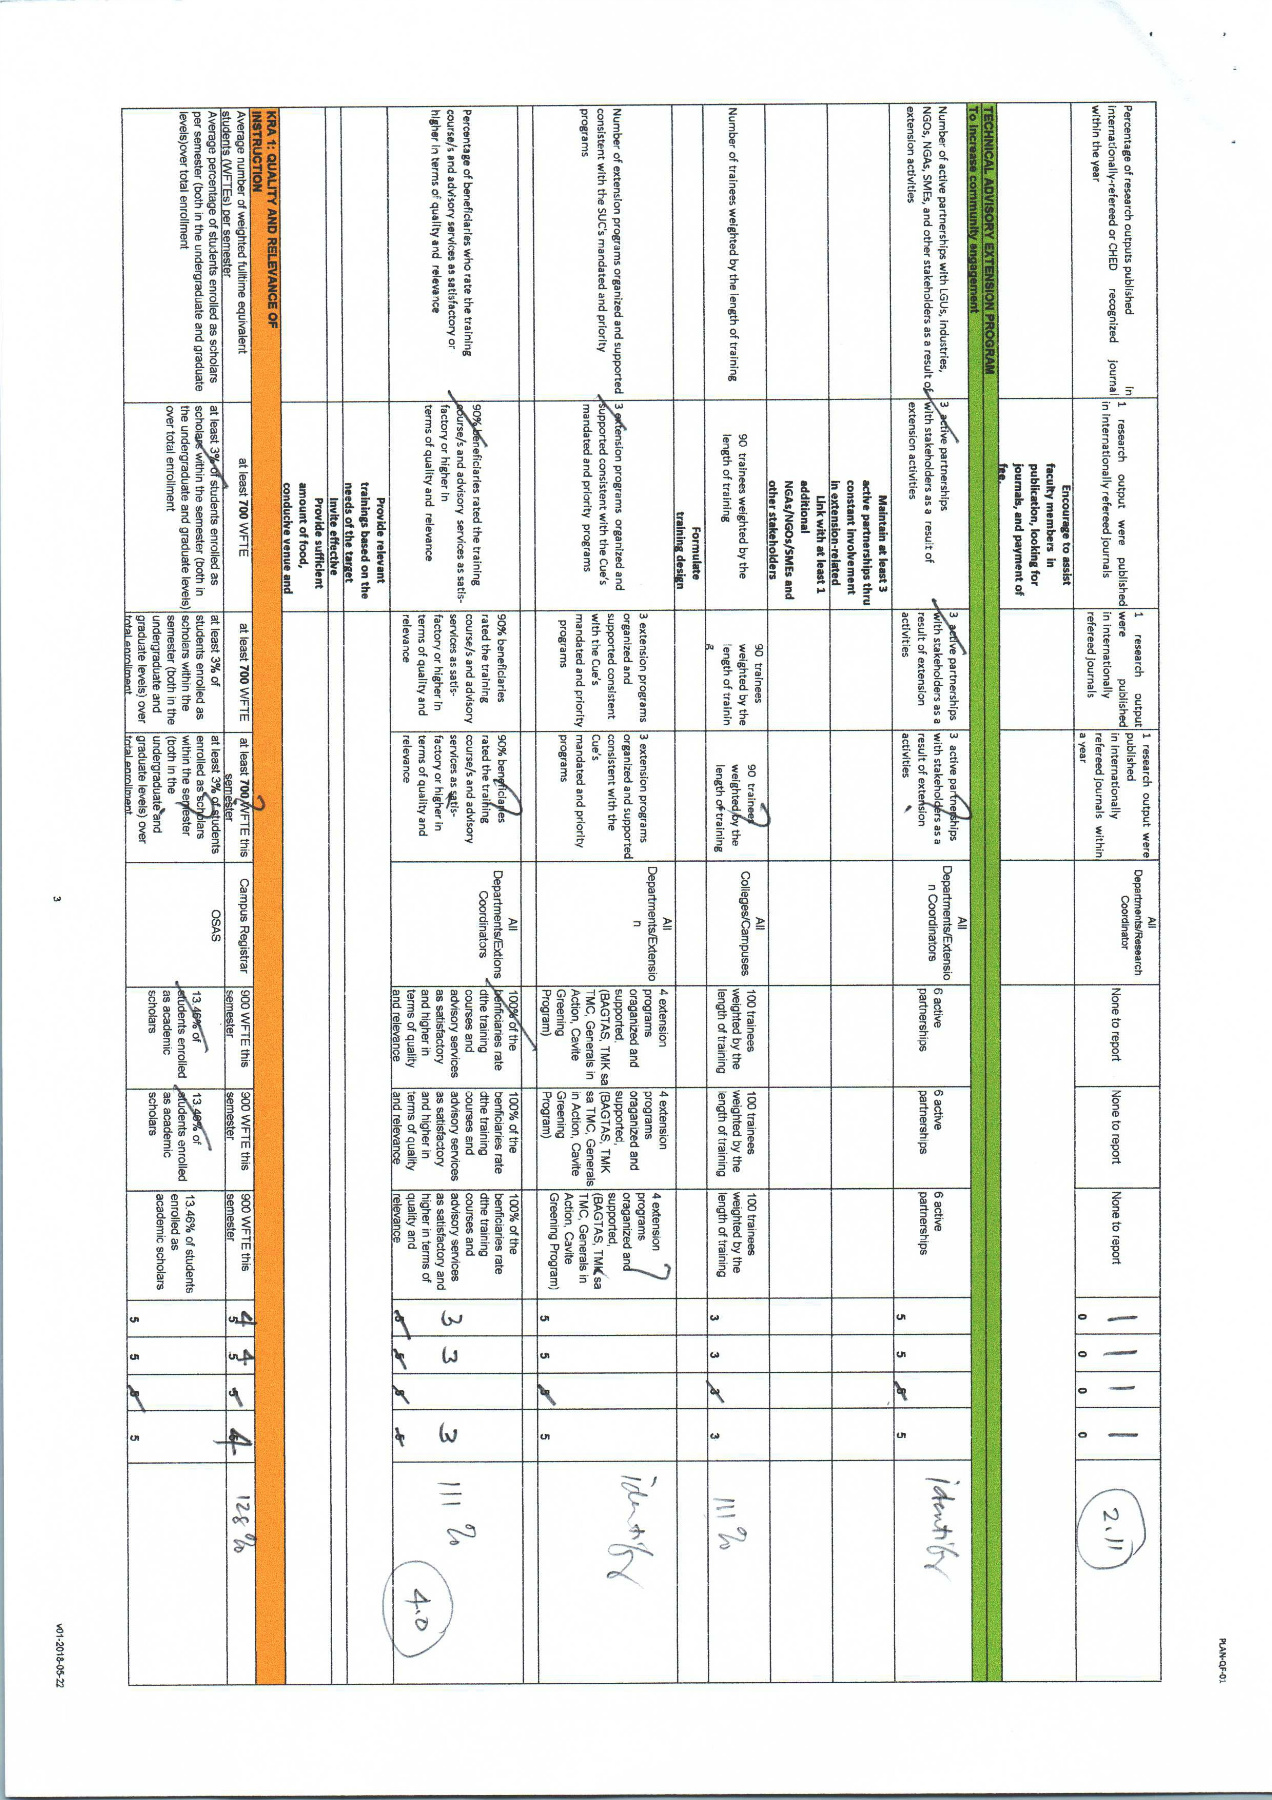 PLAN-QF-01
Percentage of research outputs published in
internationally-refereed or CHED recognized journal
within the year
1 research output were published
in internationally refereed journals
1 research output
were published
in internationally
refereed journals
1 research output were
published
in internationally
refereed journals within
a year
All
Departments/Research
Coordinator
None to report
None to report
None to report
1 1 1 1
0 0 0 0
2.11
Encourage to assist
faculty members in
publication, looking for
journals, and payment of
fee.
TECHNICAL ADVISORY EXTENSION PROGRAM
To increase community engagement
Number of active partnerships with LGUs, industries,
NGOs, NGAs, SMEs, and other stakeholders as a result of
extension activities
3 active partnerships
with stakeholders as a result of
extension activities
3 active partnerships
with stakeholders as a
result of extension
activities
3 active partnerships
with stakeholders as a
result of extension
activities
All
Departments/Extensio
n Coordinators
6 active
partnerships
6 active
partnerships
6 active
partnerships
5 5 5 5
identify
Maintain at least 3
active partnerships thru
constant involvement
in extension-related
Link with at least 1
additional
NGAs/NGOs/SMEs and
other stakeholders
Number of trainees weighted by the length of training
90 trainees weighted by the
length of training
90 trainees
weighted by the
length of trainin
g
90 trainees
weighted by the
length of training
All
Colleges/Campuses
100 trainees
weighted by the
length of training
100 trainees
weighted by the
length of training
100 trainees
weighted by the
length of training
3 3 3 3
111%
Formulate
training design
Number of extension programs organized and supported
consistent with the SUC's mandated and priority
programs
3 extension programs organized and
supported consistent with the Cue's
mandated and priority programs
3 extension programs
organized and
supported consistent
with the Cue's
mandated and priority
programs
3 extension programs
organized and supported
consistent with the
Cue's
mandated and priority
programs
All
Departments/Extensio
n
4 extension
programs
oraganized and
supported,
(BAGTAS, TMK sa
TMC, Generals in
Action, Cavite
Greening
Program)
4 extension
programs
oraganized and
supported,
(BAGTAS, TMK
sa TMC, Generals
in Action, Cavite
Greening
Program)
4 extension
programs
oraganized and
supported,
(BAGTAS, TMK sa
TMC, Generals in
Action, Cavite
Greening Program)
5 5 5 5
identify
Percentage of beneficiaries who rate the training
course/s and advisory services as satisfactory or
higher in terms of quality and relevance
90% beneficiaries rated the training
course/s and advisory services as satis-
factory or higher in
terms of quality and relevance
90% beneficiaries
rated the training
course/s and advisory
services as satis-
factory or higher in
terms of quality and
relevance
90% beneficiaries
rated the training
course/s and advisory
services as satis-
factory or higher in
terms of quality and
relevance
All
Departments/Extions
Coordinators
100% of the
benficiaries rate
dthe training
courses and
advisory services
as satisfactory
and higher in
terms of quality
and relevance
100% of the
benficiaries rate
dthe training
courses and
advisory services
as satisfactory
and higher in
terms of quality
and relevance
100% of the
benficiaries rate
dthe training
courses and
advisory services
as satisfactory and
higher in terms of
quality and
relevance
3 3 3
5 5 5 5
111%
4.0
Provide relevant
trainings based on the
needs of the target
Invite effective
Provide sufficient
amount of food,
conducive venue and
KRA 1: QUALITY AND RELEVANCE OF
INSTRUCTION
Average number of weighted fulltime equivalent
students (WFTEs) per semester
at least 700 WFTE
at least 700 WFTE
at least 700 WFTE this
semester
Campus Registrar
900 WFTE this
semester
900 WFTE this
semester
900 WFTE this
semester
4 4 4
5 5 5 5
128%
Average percentage of students enrolled as scholars
per semester (both in the undergraduate and graduate
levels)over total enrollment
at least 3% of students enrolled as
scholars within the semester (both in
the undergraduate and graduate levels)
over total enrollment
at least 3% of
students enrolled as
scholars within the
semester (both in the
undergraduate and
graduate levels) over
total enrollment
at least 3% of students
enrolled as scholars
within the semester
(both in the
undergraduate and
graduate levels) over
total enrollment
OSAS
13.46% of
students enrolled
as academic
scholars
13.46% of
students enrolled
as academic
scholars
13.46% of students
enrolled as
academic scholars
5 5 5 5
3
v01-2018-05-22